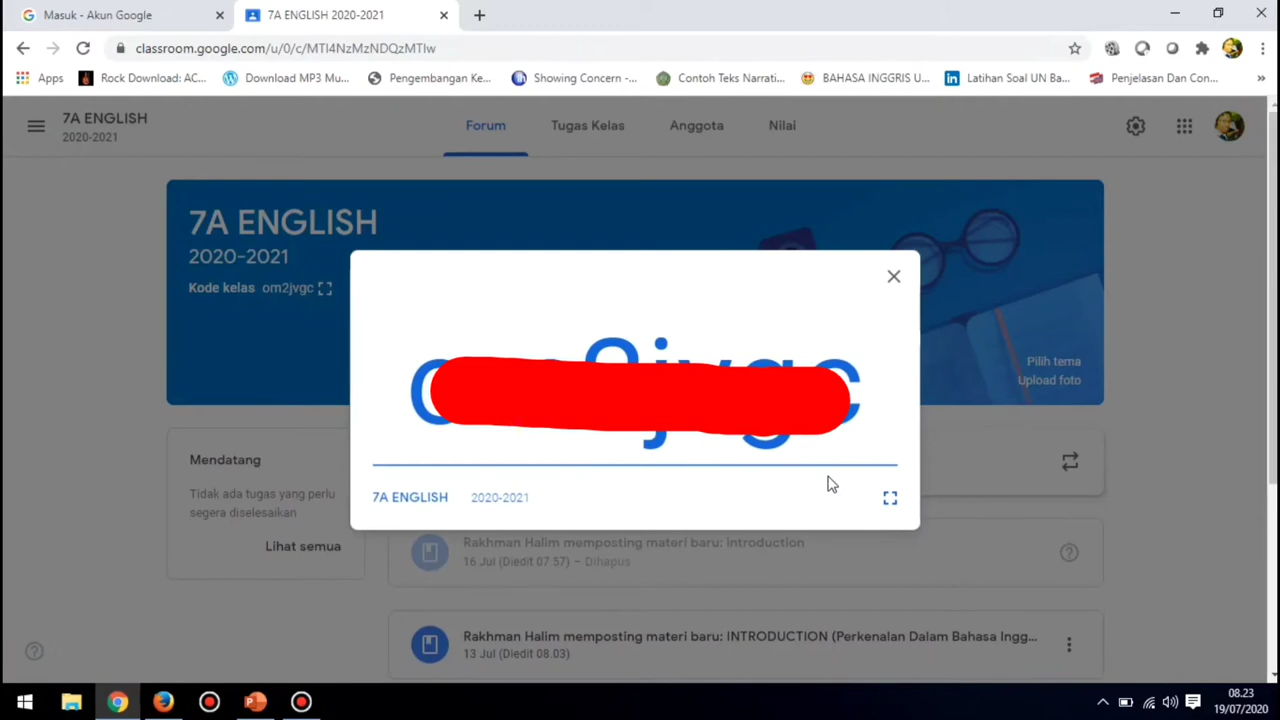 Masuk - Akun Google
7A ENGLISH 2020-2021
classroom.google.com/u/0/c/MTI4NzMzNDQzMTIw
Apps Rock Download: AC... Download MP3 Mu... Pengembangan Ke... Showing Concern -... Contoh Teks Narrati... BAHASA INGGRIS U... Latihan Soal UN Ba... Penjelasan Dan Con...
7A ENGLISH
2020-2021
Forum Tugas Kelas Anggota Nilai
7A ENGLISH
2020-2021
Kode kelas om2jvgc
Pilih tema
Upload foto
7A ENGLISH 2020-2021
Mendatang
Tidak ada tugas yang perlu
segera diselesaikan
Lihat semua
Rakhman Halim memposting materi baru: introduction
16 Jul (Diedit 07.57) – Dihapus
Rakhman Halim memposting materi baru: INTRODUCTION (Perkenalan Dalam Bahasa Ingg...
13 Jul (Diedit 08.03)
08.23
19/07/2020